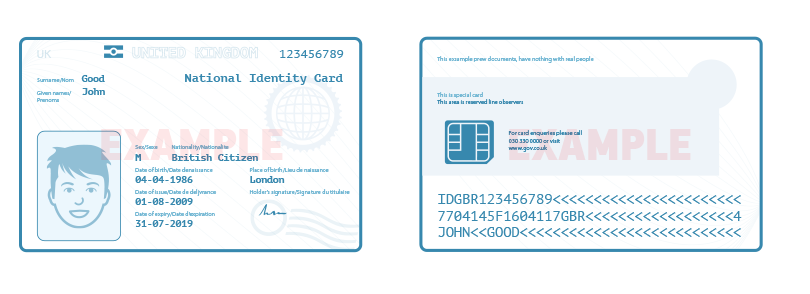 UK UNITED KINGDOM 123456789
Surname/Nom Good National Identity Card
Given names/ John
Prenoms
EXAMPLE
Sex/Sexe Nationality/Nationalite
M British Citizen
Date of birth/Date de naissance Place of birth/Lieu de naissance
04-04-1986 London
Date of issue/Date de delivrance Holder's signature/Signature du titulaire
01-08-2009
Date of expiry/Date d'expiration
31-07-2019
This example prew documents, have nothing with real people
This is special card
This area is reserved line observers
EXAMPLE
For card enqueries please call
030 330 0000 or visit
www.gov.co.uk
IDGBR123456789<<<<<<<<<<<<<<<<<<<<<<<
7704145F1604117GBR<<<<<<<<<<<<<<<<<<4
JOHN<<GOOD<<<<<<<<<<<<<<<<<<<<<<<<<<<